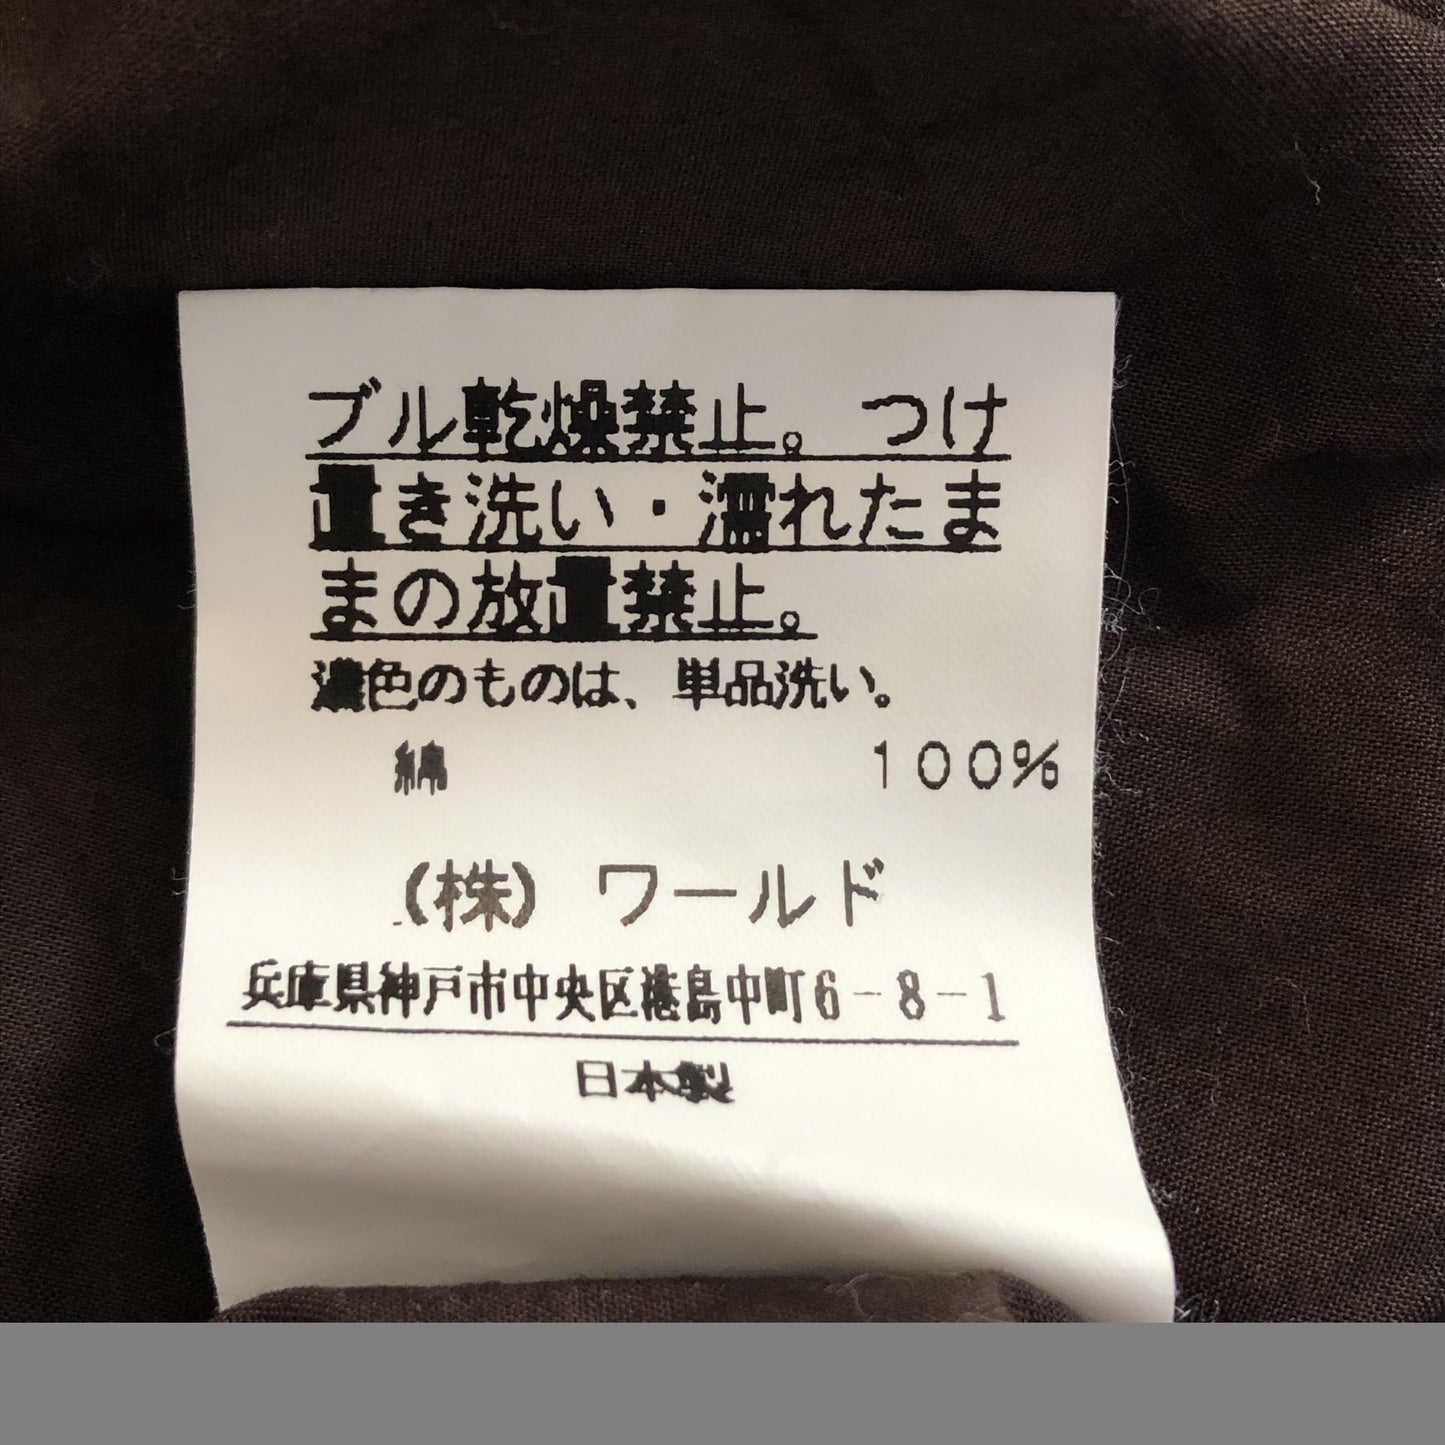 ブル乾燥禁止。つけ
置き洗い・濡れたま
まの放置禁止。
濃色のものは、単品洗い。
綿 100%
(株) ワールド
兵庫県神戸市中央区港島中町6-8-1
日本製